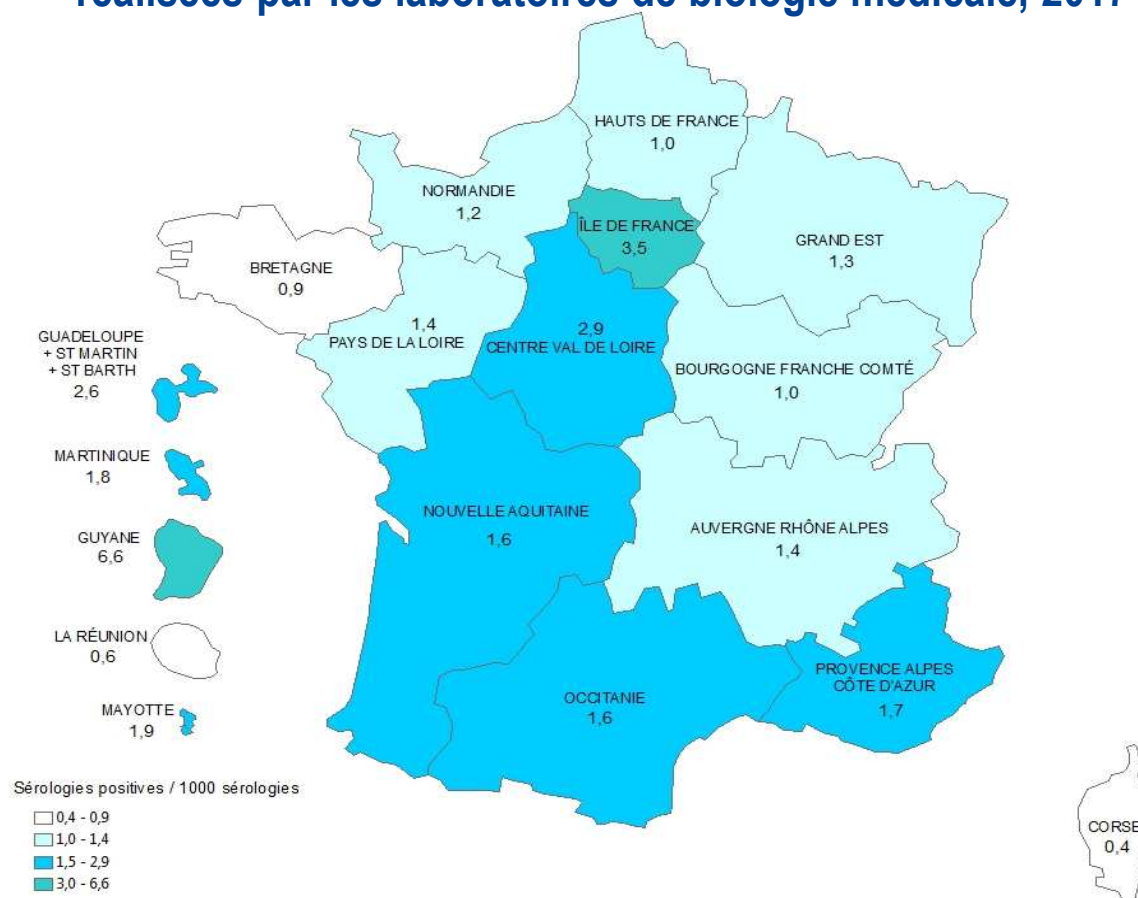 réalisées par les laboratoires de biologie médicale, 2017
HAUTS DE FRANCE
1,0
NORMANDIE
1,2
ÎLE DE FRANCE
3,5
GRAND EST
1,3
BRETAGNE
0,9
1,4
PAYS DE LA LOIRE
2,9
CENTRE VAL DE LOIRE
BOURGOGNE FRANCHE COMTÉ
1,0
GUADELOUPE
+ ST MARTIN
+ ST BARTH
2,6
MARTINIQUE
1,8
GUYANE
6,6
LA RÉUNION
0,6
MAYOTTE
1,9
NOUVELLE AQUITAINE
1,6
AUVERGNE RHÔNE ALPES
1,4
OCCITANIE
1,6
PROVENCE ALPES
CÔTE D'AZUR
1,7
CORSE
0,4
Sérologies positives / 1000 sérologies
0,4 - 0,9
1,0 - 1,4
1,5 - 2,9
3,0 - 6,6